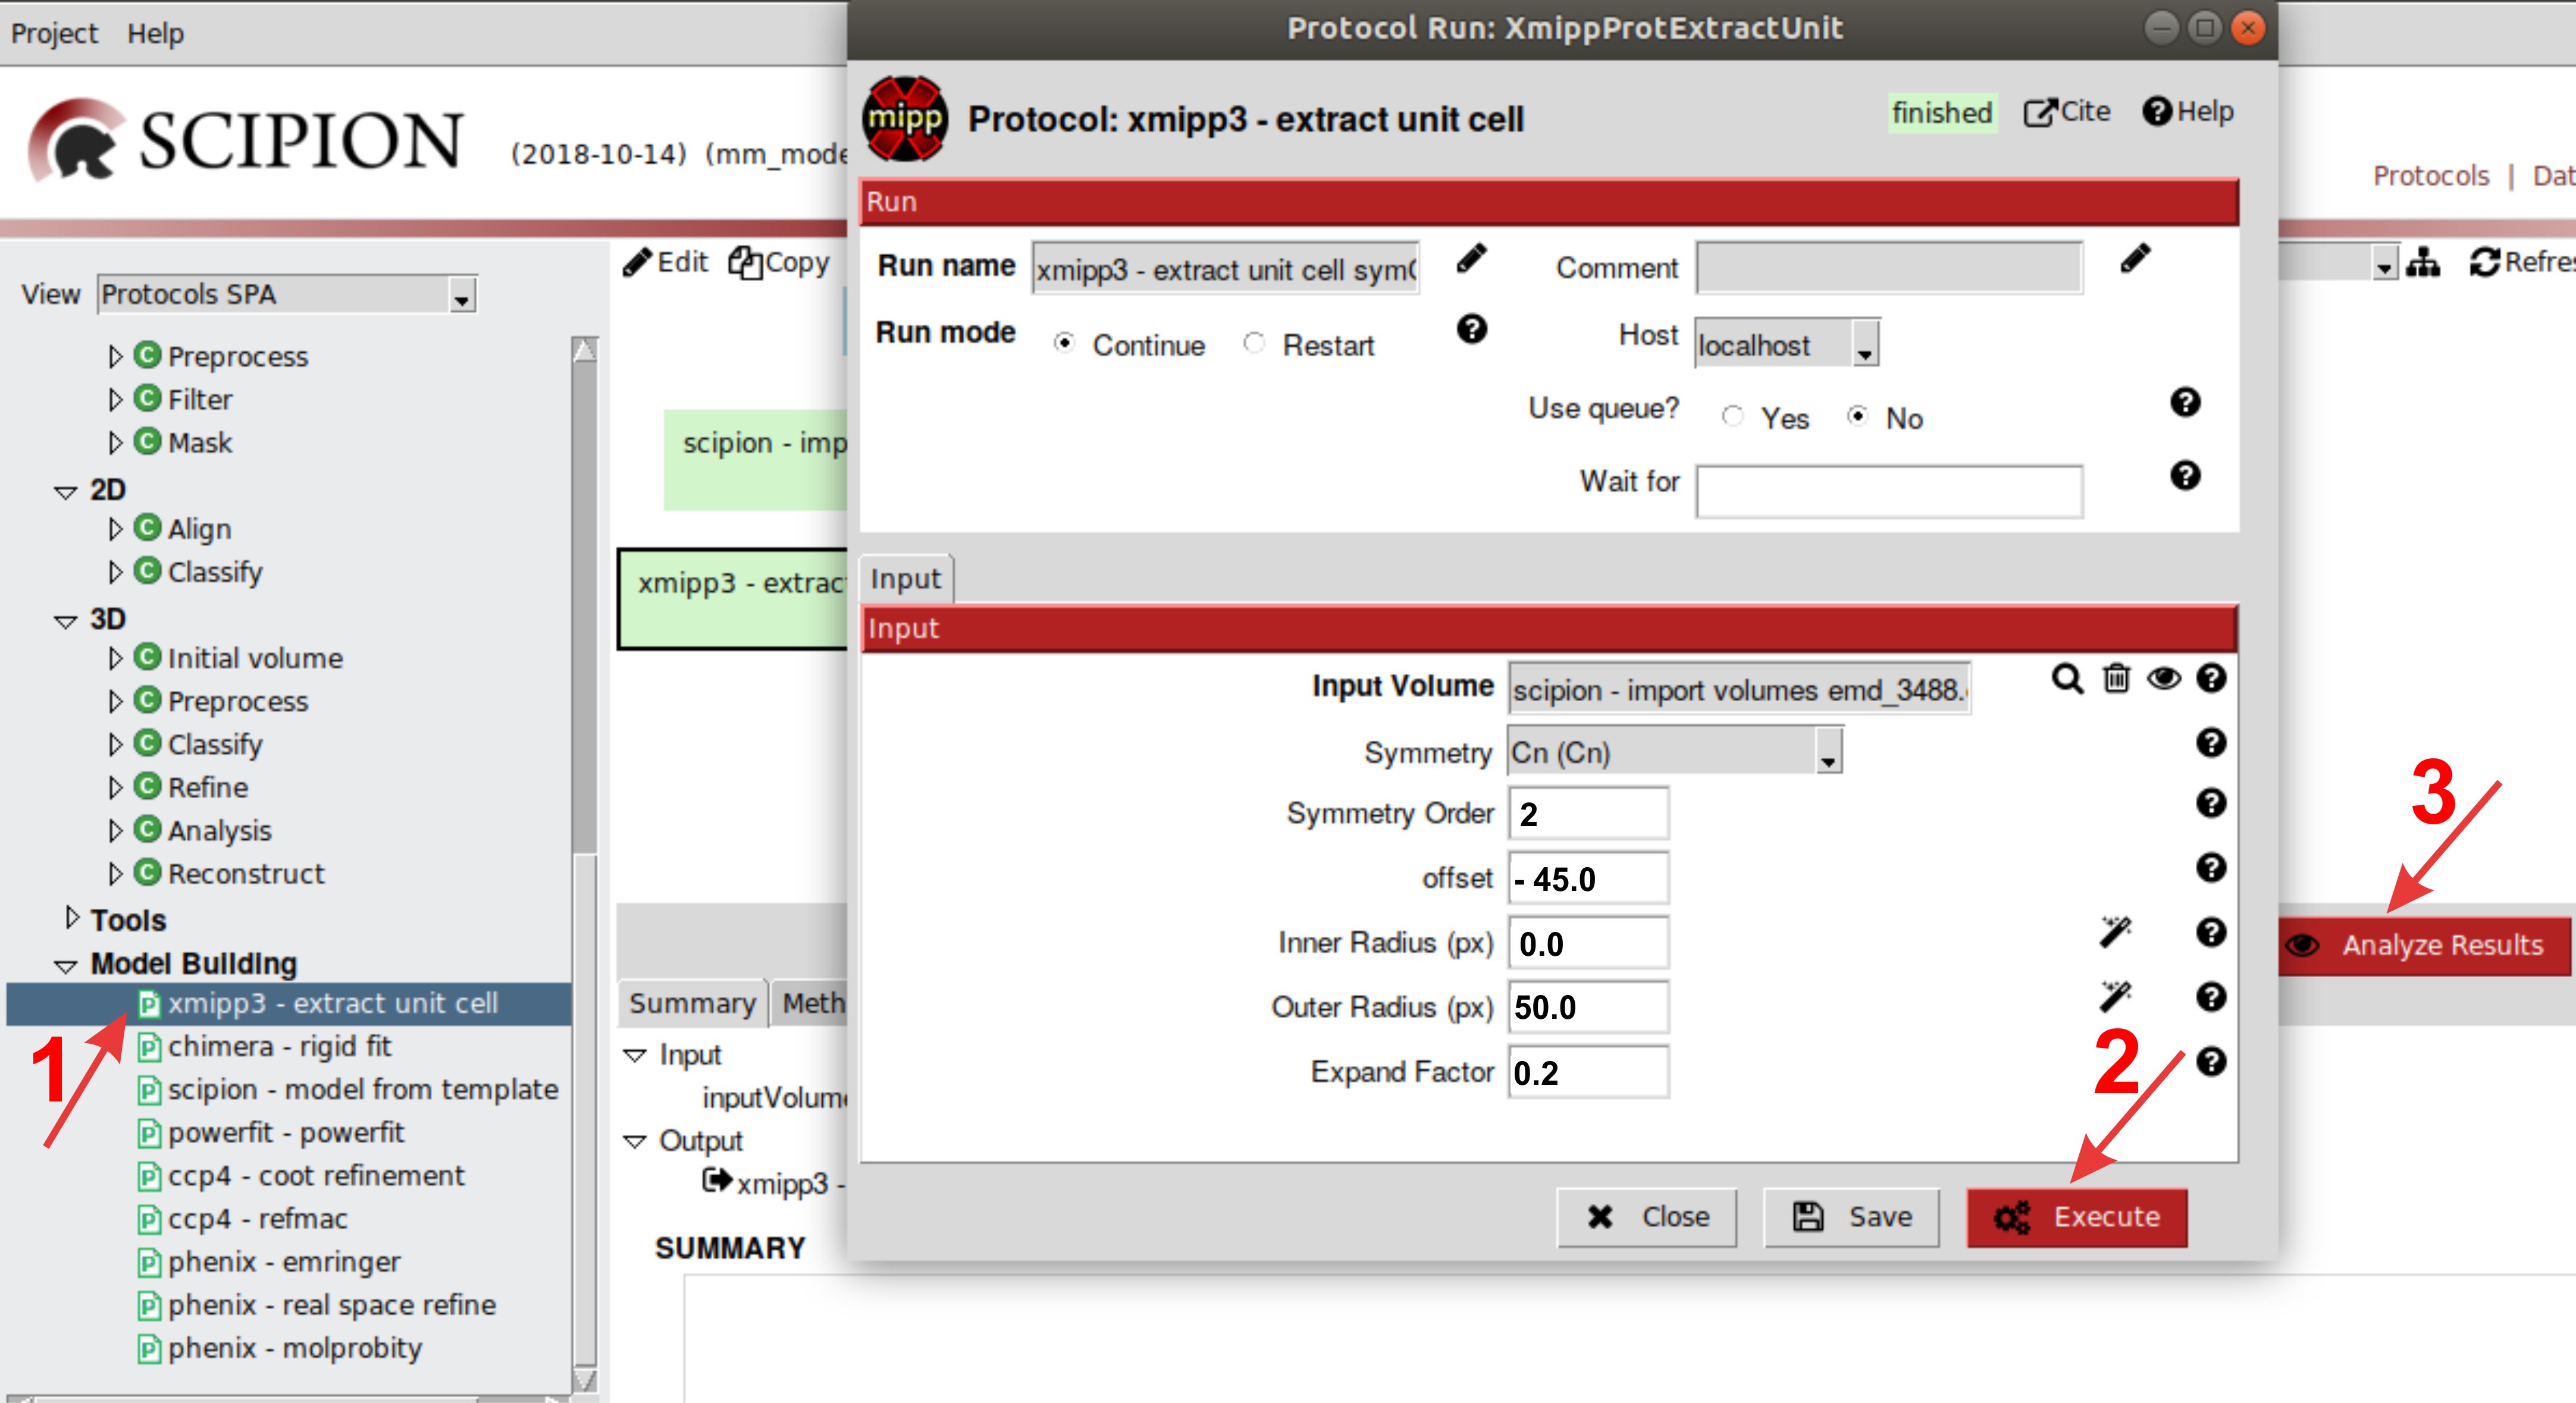 Project Help
Protocol Run: XmippProtExtractUnit
SCIPION
(2018-10-14) (mm_mode
mipp
Protocol: xmipp3 - extract unit cell
finished
Cite
Help
Protocols | Dat
Run
Edit
Copy
Refres
View Protocols SPA
Preprocess
Filter
Mask
2D
Align
Classify
3D
Initial volume
Preprocess
Classify
Refine
Analysis
Reconstruct
Tools
Model Building
xmipp3 - extract unit cell
chimera - rigid fit
scipion - model from template
powerfit - powerfit
ccp4 - coot refinement
ccp4 - refmac
phenix - emringer
phenix - real space refine
phenix - molprobity
1
scipion - imp
xmipp3 - extrac
Summary Meth
Input
inputVolume
Output
xmipp3 -
SUMMARY
Run name xmipp3 - extract unit cell sym
Comment
Run mode Continue Restart
Host localhost
Use queue? Yes No
Wait for
Input
Input
Input Volume scipion - import volumes emd_3488.
Symmetry Cn (Cn)
Symmetry Order 2
offset - 45.0
Inner Radius (px) 0.0
Outer Radius (px) 50.0
Expand Factor 0.2
2
Close
Save
Execute
3
Analyze Results